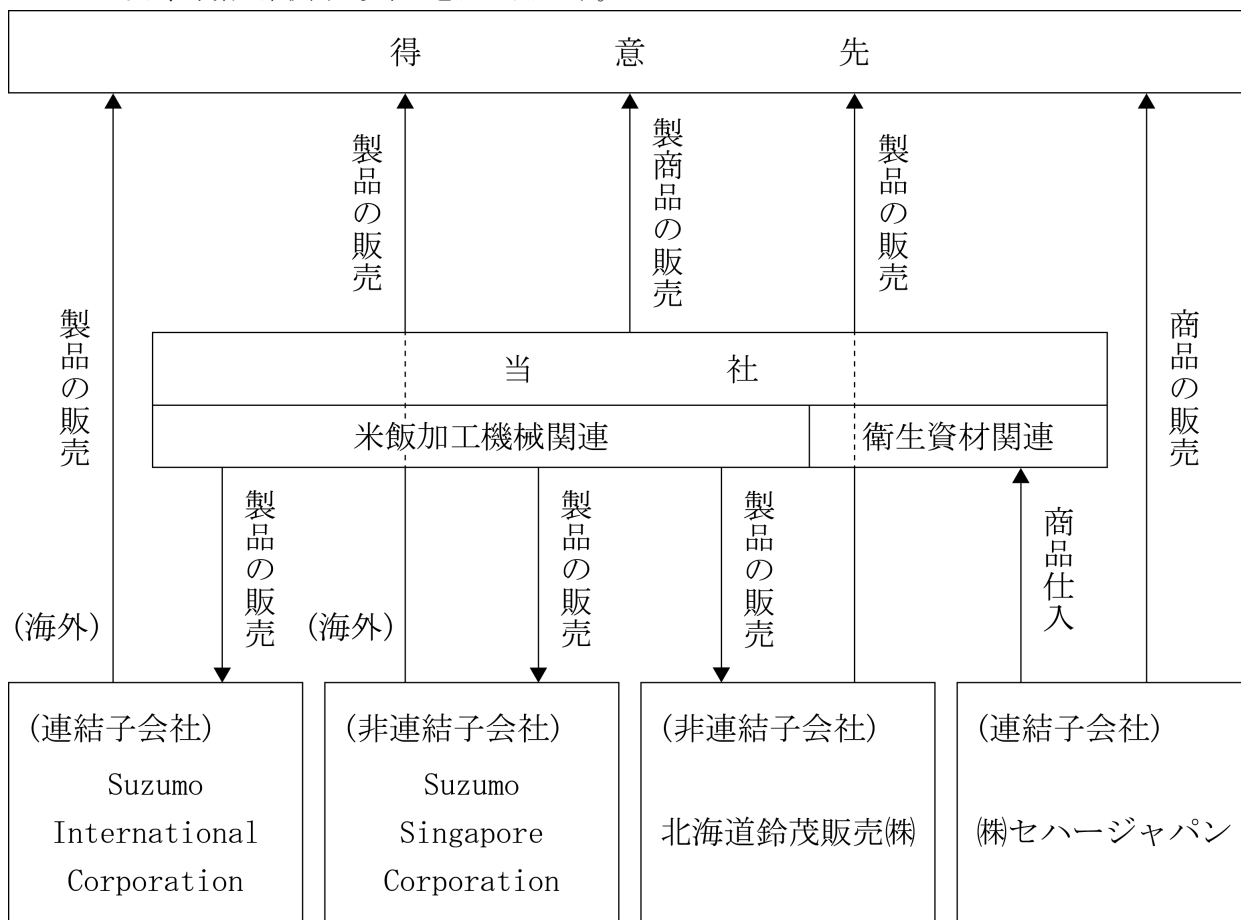 得意先
製品の販売
製商品の販売
製品の販売
製品の販売
商品の販売
当社
米飯加工機械関連
衛生資材関連
製品の販売
製品の販売
製品の販売
商品仕入
(海外)
(海外)
(連結子会社)
Suzumo
International
Corporation
(非連結子会社)
Suzumo
Singapore
Corporation
(非連結子会社)
北海道鈴茂販売㈱
(連結子会社)
㈱セハージャパン